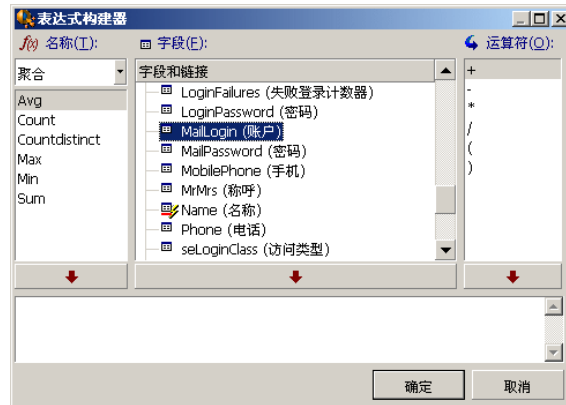 表达式构建器
f(x) 名称(T):
字段(F):
运算符(O):
聚合
Avg
Count
Countdistinct
Max
Min
Sum
字段和链接
LoginFailures (失败登录计数器)
LoginPassword (密码)
MailLogin (账户)
MailPassword (密码)
MobilePhone (手机)
MrMrs (称呼)
Name (名称)
Phone (电话)
seLoginClass (访问类型)
+
-
*
/
(
)
确定
取消